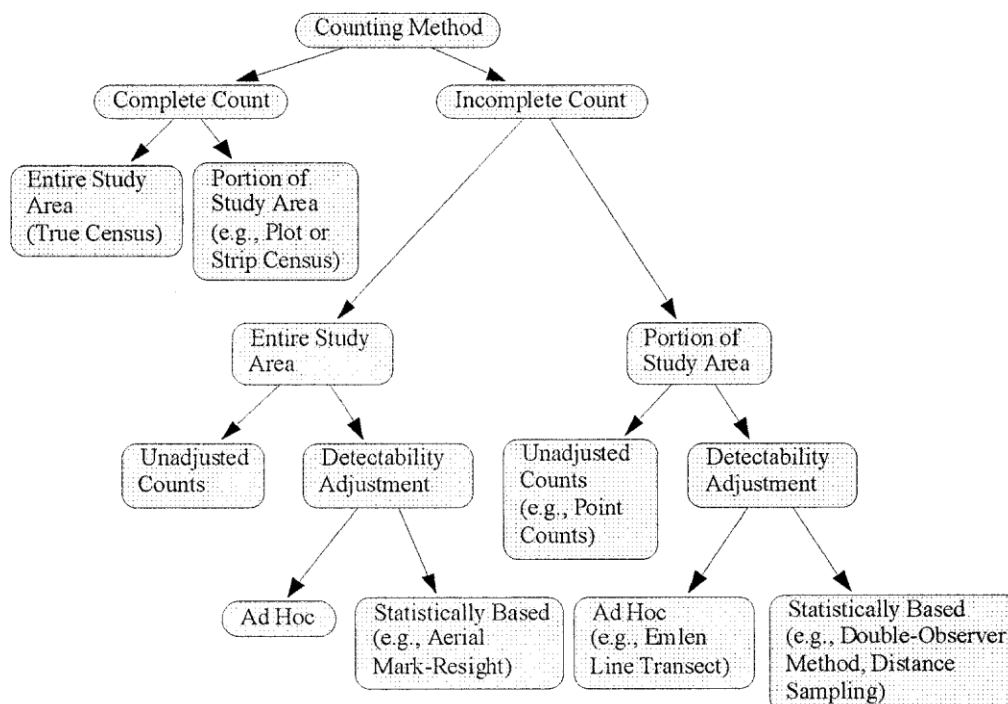 Counting Method
Complete Count
Incomplete Count
Entire Study
Area
(True Census)
Portion of
Study Area
(e.g., Plot or
Strip Census)
Entire Study
Area
Portion of
Study Area
Unadjusted
Counts
Detectability
Adjustment
Unadjusted
Counts
(e.g., Point
Counts)
Detectability
Adjustment
Ad Hoc
Statistically Based
(e.g., Aerial
Mark-Resight)
Ad Hoc
(e.g., Emlen
Line Transect)
Statistically Based
(e.g., Double-Observer
Method, Distance
Sampling)